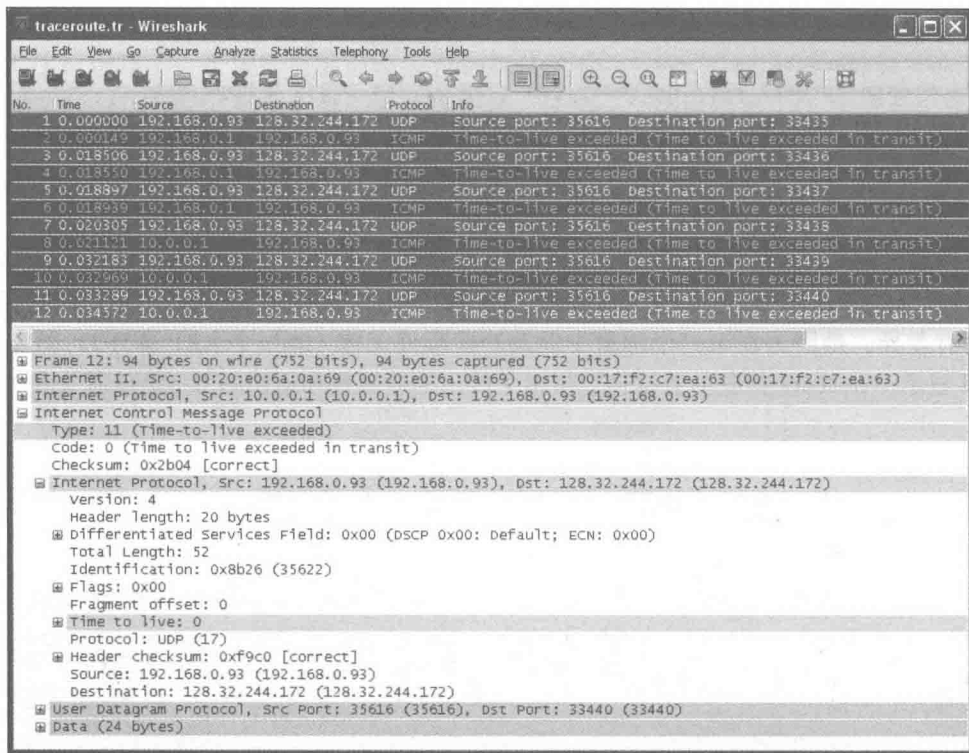 traceroute.tr - Wireshark
File Edit View Go Capture Analyze Statistics Telephony Tools Help
No. Time Source Destination Protocol Info
1 0.000000 192.168.0.93 128.32.244.172 UDP Source port: 35616 Destination port: 33435
2 0.000149 192.168.0.1 192.168.0.93 ICMP Time-to-live exceeded (Time to live exceeded in transit)
3 0.018506 192.168.0.93 128.32.244.172 UDP Source port: 35616 Destination port: 33436
4 0.018550 192.168.0.1 192.168.0.93 ICMP Time-to-live exceeded (Time to live exceeded in transit)
5 0.018897 192.168.0.93 128.32.244.172 UDP Source port: 35616 Destination port: 33437
6 0.018939 192.168.0.1 192.168.0.93 ICMP Time-to-live exceeded (Time to live exceeded in transit)
7 0.020305 192.168.0.93 128.32.244.172 UDP Source port: 35616 Destination port: 33438
8 0.021121 10.0.0.1 192.168.0.93 ICMP Time-to-live exceeded (Time to live exceeded in transit)
9 0.032183 192.168.0.93 128.32.244.172 UDP Source port: 35616 Destination port: 33439
10 0.032969 10.0.0.1 192.168.0.93 ICMP Time-to-live exceeded (Time to live exceeded in transit)
11 0.033289 192.168.0.93 128.32.244.172 UDP Source port: 35616 Destination port: 33440
12 0.034572 10.0.0.1 192.168.0.93 ICMP Time-to-live exceeded (Time to live exceeded in transit)
Frame 12: 94 bytes on wire (752 bits), 94 bytes captured (752 bits)
Ethernet II, Src: 00:20:e0:6a:0a:69 (00:20:e0:6a:0a:69), Dst: 00:17:f2:c7:ea:63 (00:17:f2:c7:ea:63)
Internet Protocol, Src: 10.0.0.1 (10.0.0.1), Dst: 192.168.0.93 (192.168.0.93)
Internet Control Message Protocol
Type: 11 (Time-to-live exceeded)
Code: 0 (Time to live exceeded in transit)
Checksum: 0x2b04 [correct]
Internet Protocol, Src: 192.168.0.93 (192.168.0.93), Dst: 128.32.244.172 (128.32.244.172)
Version: 4
Header length: 20 bytes
Differentiated Services Field: 0x00 (DSCP 0x00: Default; ECN: 0x00)
Total Length: 52
Identification: 0x8b26 (35622)
Flags: 0x00
Fragment offset: 0
Time to live: 0
Protocol: UDP (17)
Header checksum: 0xf9c0 [correct]
Source: 192.168.0.93 (192.168.0.93)
Destination: 128.32.244.172 (128.32.244.172)
User Datagram Protocol, Src Port: 35616 (35616), Dst Port: 33440 (33440)
Data (24 bytes)